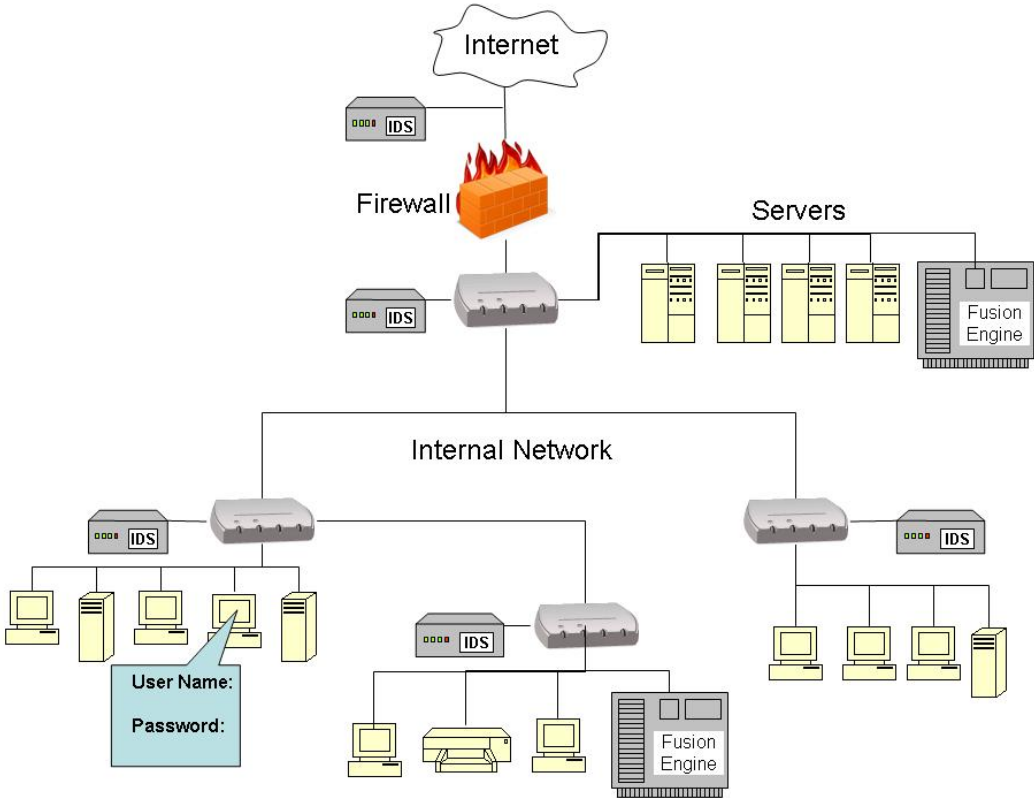 Internet
IDS
Firewall
Servers
IDS
Fusion
Engine
Internal Network
IDS
IDS
IDS
User Name:
Password:
Fusion
Engine